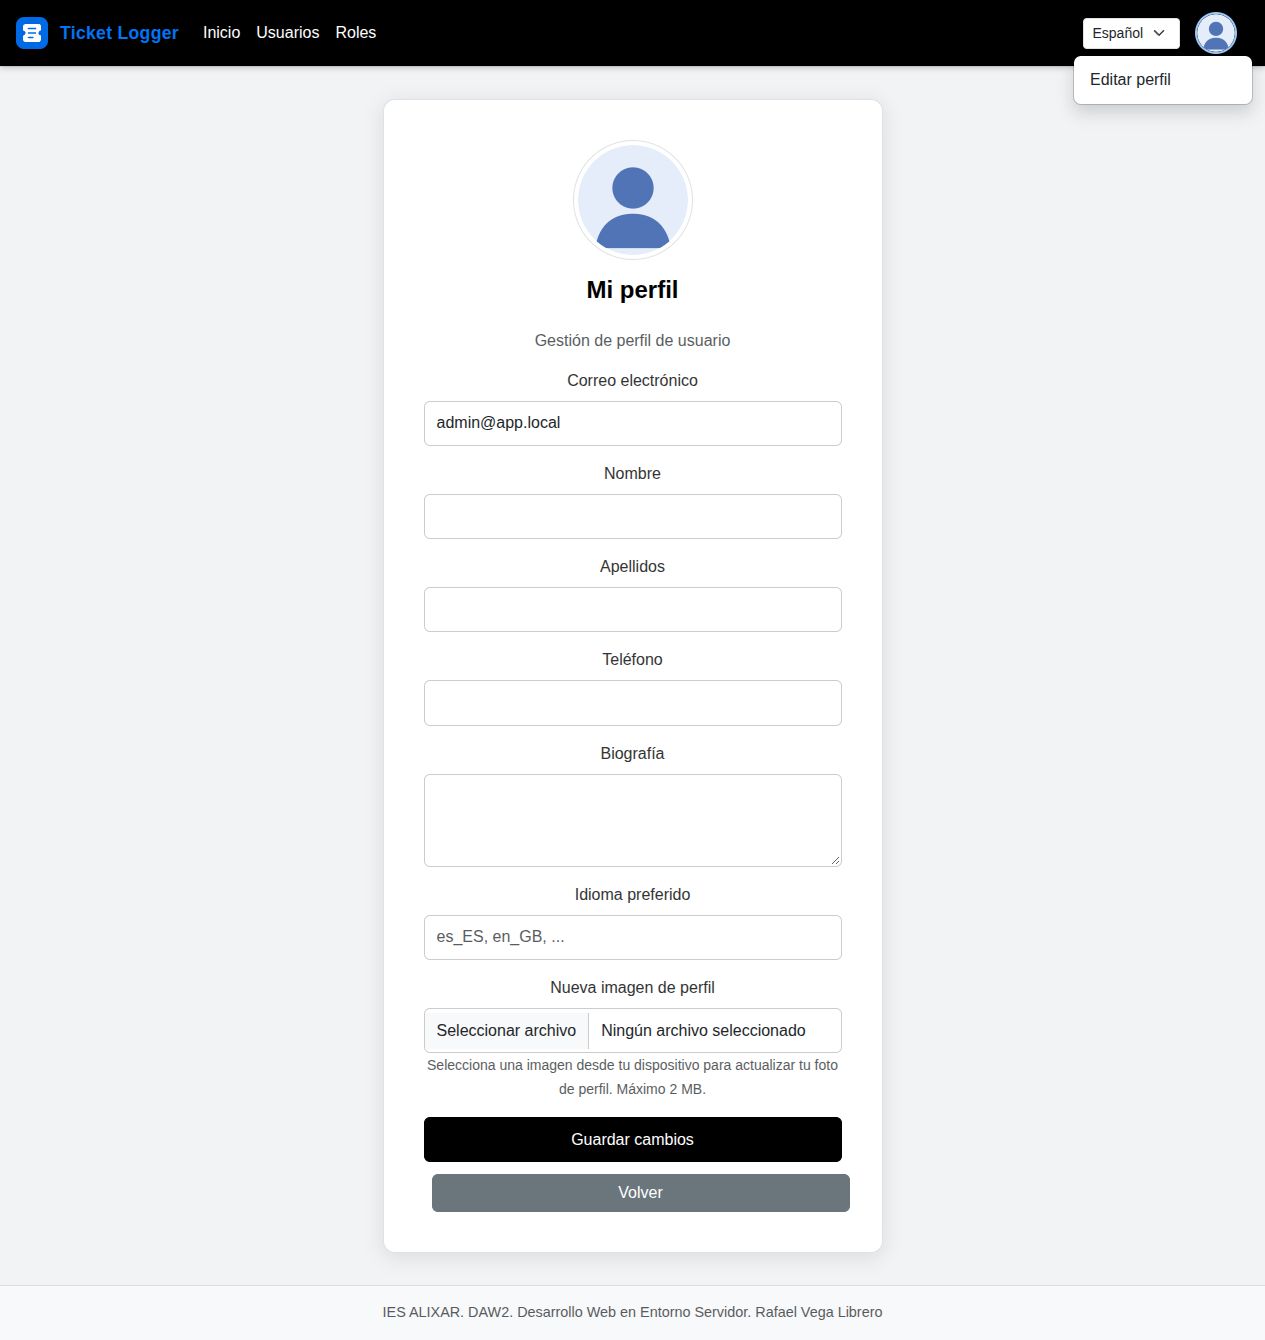 Ticket Logger
Inicio
Usuarios
Roles
Español
Editar perfil
Mi perfil
Gestión de perfil de usuario
Correo electrónico
admin@app.local
Nombre
Apellidos
Teléfono
Biografía
Idioma preferido
es_ES, en_GB, ...
Nueva imagen de perfil
Seleccionar archivo
Ningún archivo seleccionado
Selecciona una imagen desde tu dispositivo para actualizar tu foto
de perfil. Máximo 2 MB.
Guardar cambios
Volver
IES ALIXAR. DAW2. Desarrollo Web en Entorno Servidor. Rafael Vega Librero